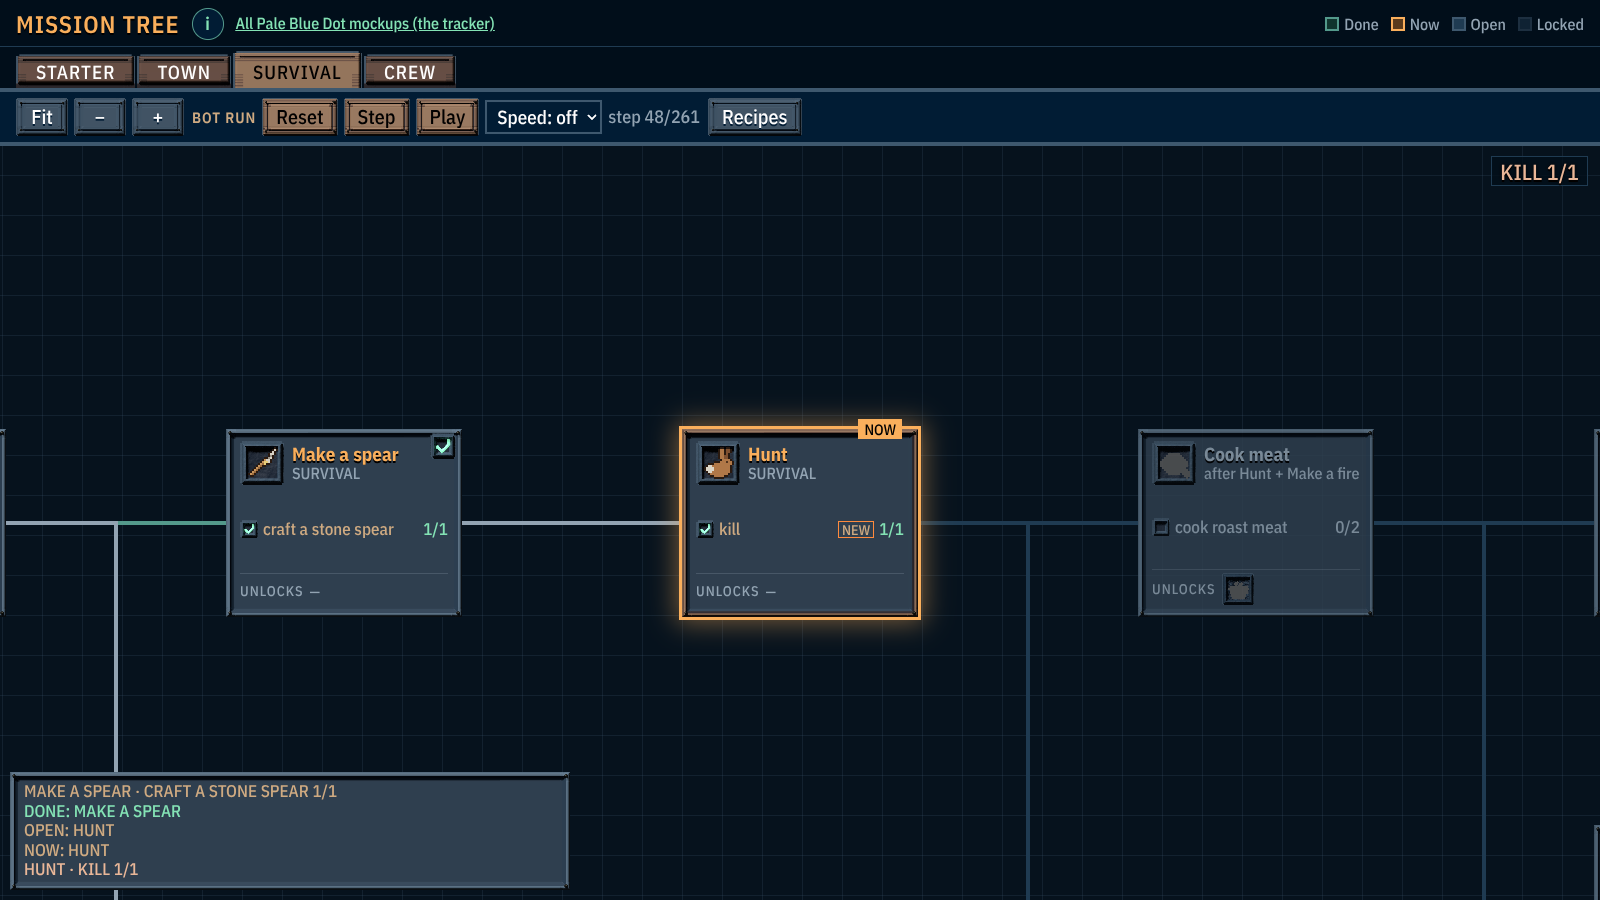 MISSION TREE
i
All Pale Blue Dot mockups (the tracker)
Done
Now
Open
Locked
STARTER
TOWN
SURVIVAL
CREW
Fit
–
+
BOT RUN
Reset
Step
Play
Speed: off
step 48/261
Recipes
KILL 1/1
Make a spear
SURVIVAL
craft a stone spear 1/1
UNLOCKS –
NOW
Hunt
SURVIVAL
kill NEW 1/1
UNLOCKS –
Cook meat
after Hunt + Make a fire
cook roast meat 0/2
UNLOCKS
MAKE A SPEAR · CRAFT A STONE SPEAR 1/1
DONE: MAKE A SPEAR
OPEN: HUNT
NOW: HUNT
HUNT · KILL 1/1